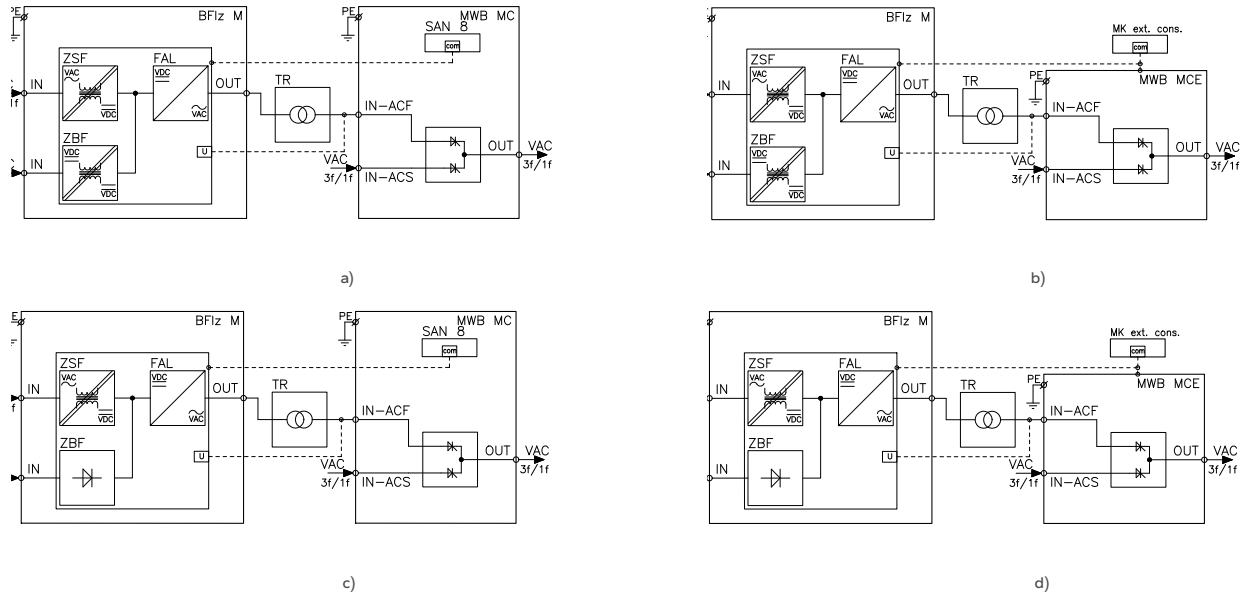 PE
BFIz M
MWB MC
SAN 8
com
ZSF
VAC
VDC
FAL
VDC
VAC
IN
OUT
TR
IN-ACF
ZBF
VDC
VDC
IN
U
VAC
3f/1f
IN-ACS
OUT
VAC
3f/1f
a)
BFIz M
MK ext. cons.
com
PE
MWB MCE
ZSF
VAC
VDC
FAL
VDC
VAC
IN
OUT
TR
IN-ACF
ZBF
VDC
VDC
IN
U
VAC
3f/1f
IN-ACS
OUT
VAC
3f/1f
b)
E
BFIz M
PE
MWB MC
SAN 8
com
ZSF
VAC
VDC
FAL
VDC
VAC
IN
f
OUT
TR
IN-ACF
ZBF
IN
U
VAC
3f/1f
IN-ACS
OUT
VAC
3f/1f
c)
BFIz M
MK ext. cons.
com
PE
MWB MCE
ZSF
VAC
VDC
FAL
VDC
VAC
IN
OUT
TR
IN-ACF
ZBF
IN
U
VAC
3f/1f
IN-ACS
OUT
VAC
3f/1f
d)